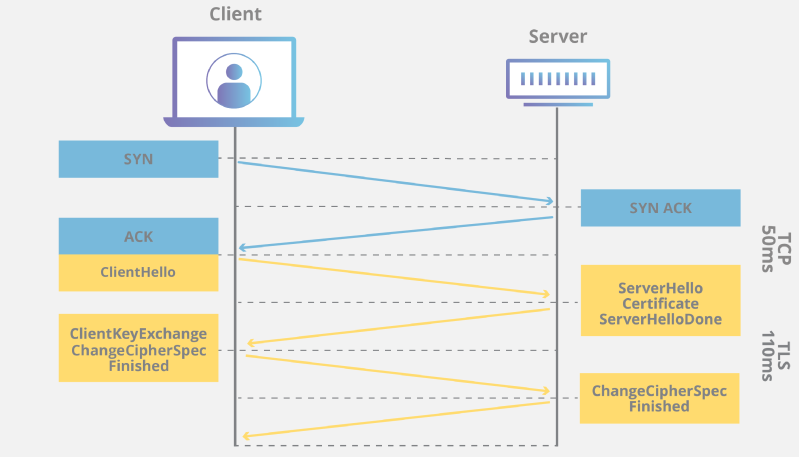 Client
Server
SYN
SYN ACK
ACK
ClientHello
TCP
50ms
ServerHello
Certificate
ServerHelloDone
ClientKeyExchange
ChangeCipherSpec
Finished
TLS
110ms
ChangeCipherSpec
Finished